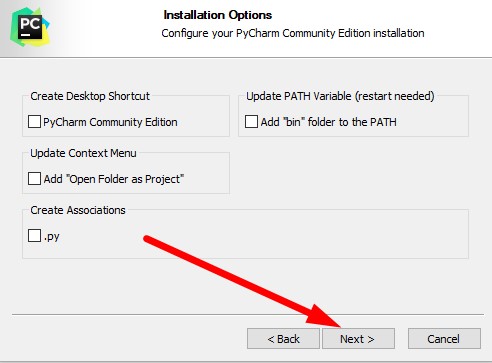 PC
Installation Options
Configure your PyCharm Community Edition installation
Create Desktop Shortcut
PyCharm Community Edition
Update PATH Variable (restart needed)
Add "bin" folder to the PATH
Update Context Menu
Add "Open Folder as Project"
Create Associations
.py
< Back
Next >
Cancel